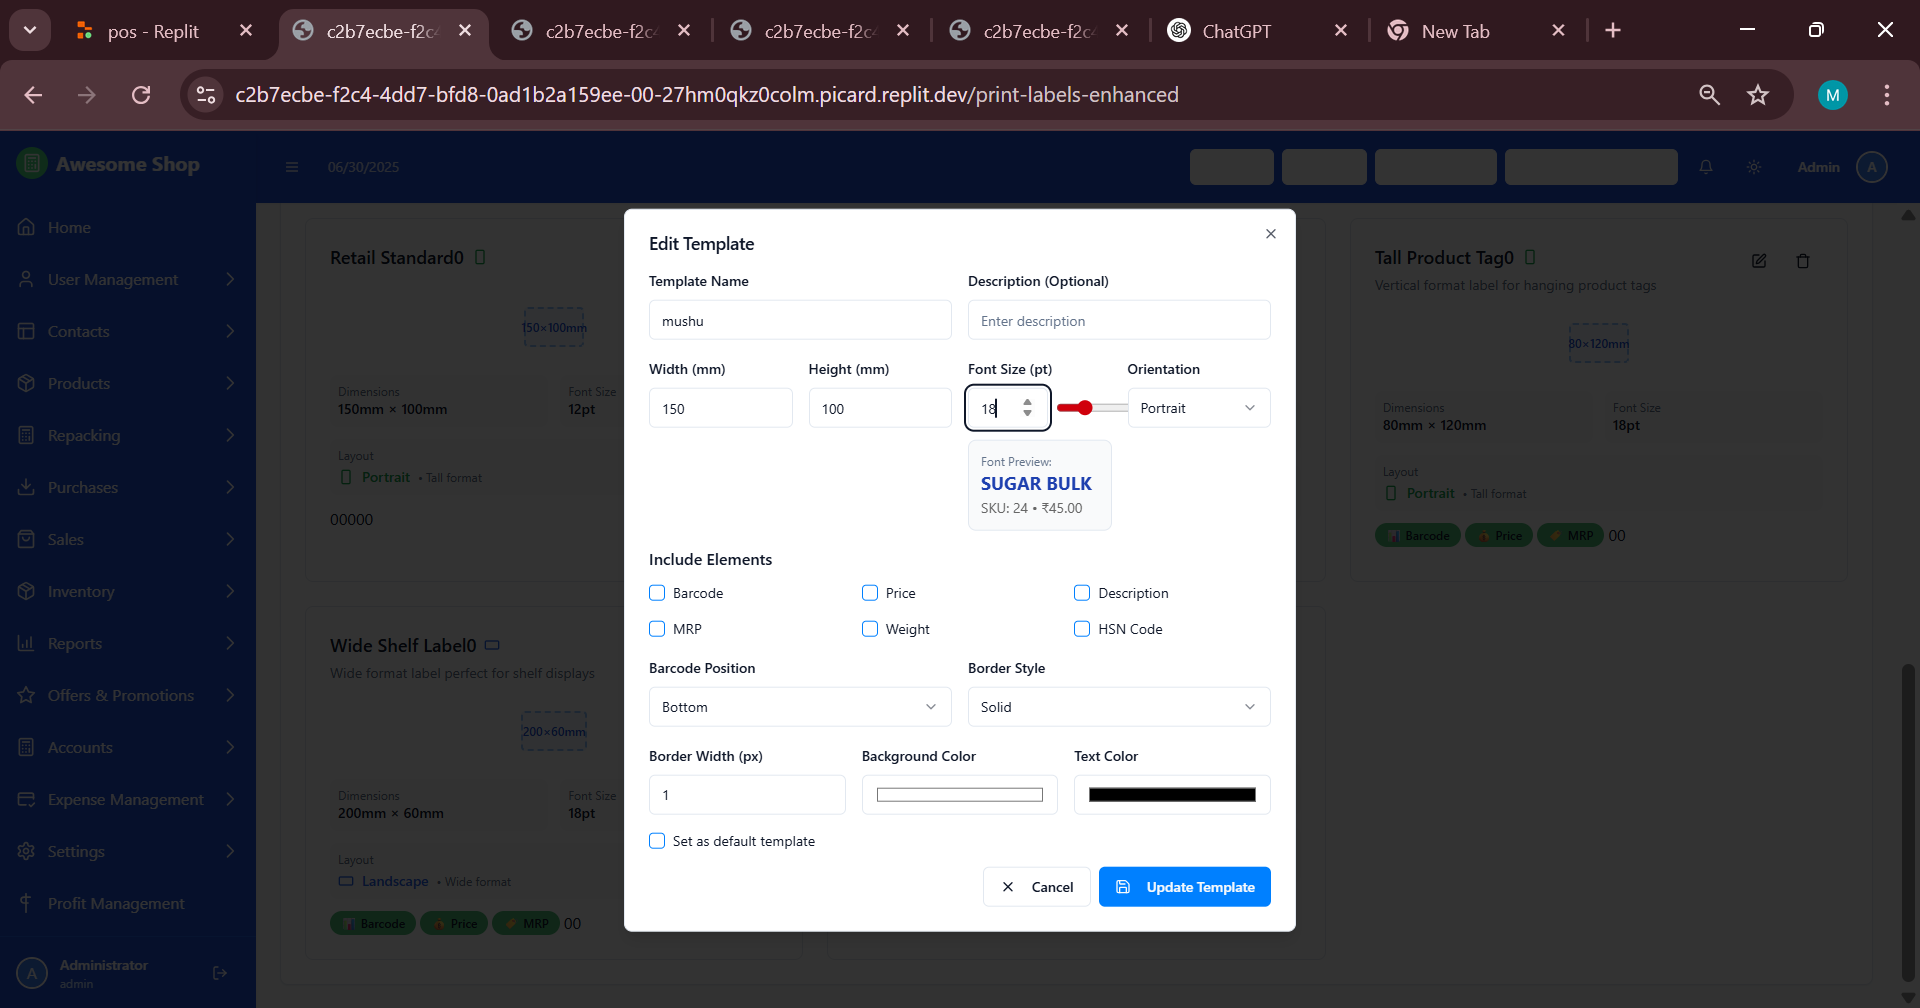 pos - Replit
c2b7ecbe-f2c4
c2b7ecbe-f2c4
c2b7ecbe-f2c4
c2b7ecbe-f2c4
ChatGPT
New Tab
c2b7ecbe-f2c4-4dd7-bfd8-0ad1b2a159ee-00-27hm0qkz0colm.picard.replit.dev/print-labels-enhanced
M
Awesome Shop
06/30/2025
Admin
A
Home
User Management
Contacts
Products
Repacking
Purchases
Sales
Inventory
Reports
Offers & Promotions
Accounts
Expense Management
Settings
Profit Management
A
Administrator
admin
Retail Standard0
150×100mm
Dimensions
150mm × 100mm
Font Size
12pt
Layout
Portrait • Tall format
00000
Wide Shelf Label0
Wide format label perfect for shelf displays
200×60mm
Dimensions
200mm × 60mm
Font Size
18pt
Layout
Landscape • Wide format
Barcode
Price
MRP
00
Edit Template
Template Name
Description (Optional)
mushu
Enter description
Width (mm)
Height (mm)
Font Size (pt)
Orientation
150
100
18
Portrait
Font Preview:
SUGAR BULK
SKU: 24 • ₹45.00
Include Elements
Barcode
Price
Description
MRP
Weight
HSN Code
Barcode Position
Border Style
Bottom
Solid
Border Width (px)
Background Color
Text Color
1
Set as default template
Cancel
Update Template
Tall Product Tag0
Vertical format label for hanging product tags
80×120mm
Dimensions
80mm × 120mm
Font Size
18pt
Layout
Portrait • Tall format
Barcode
Price
MRP
00